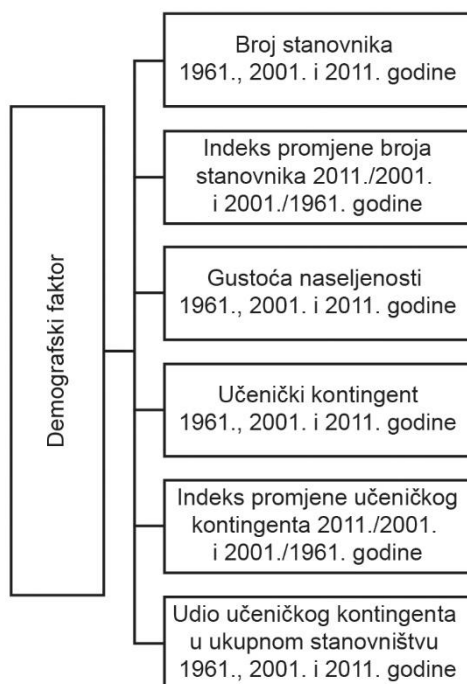 Demografski faktor
Broj stanovnika
1961., 2001. i 2011. godine
Indeks promjene broja
stanovnika 2011./2001.
i 2001./1961. godine
Gustoća naseljenosti
1961., 2001. i 2011. godine
Učenički kontingent
1961., 2001. i 2011. godine
Indeks promjene učeničkog
kontingenta 2011./2001.
i 2001./1961. godine
Udio učeničkog kontingenta
u ukupnom stanovništvu
1961., 2001. i 2011. godine